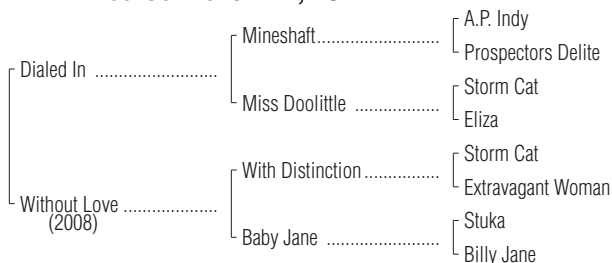 Dialed In
Without Love
(2008)
Mineshaft
Miss Doolittle
With Distinction
Baby Jane
A.P. Indy
Prospectors Delite
Storm Cat
Eliza
Storm Cat
Extravagant Woman
Stuka
Billy Jane